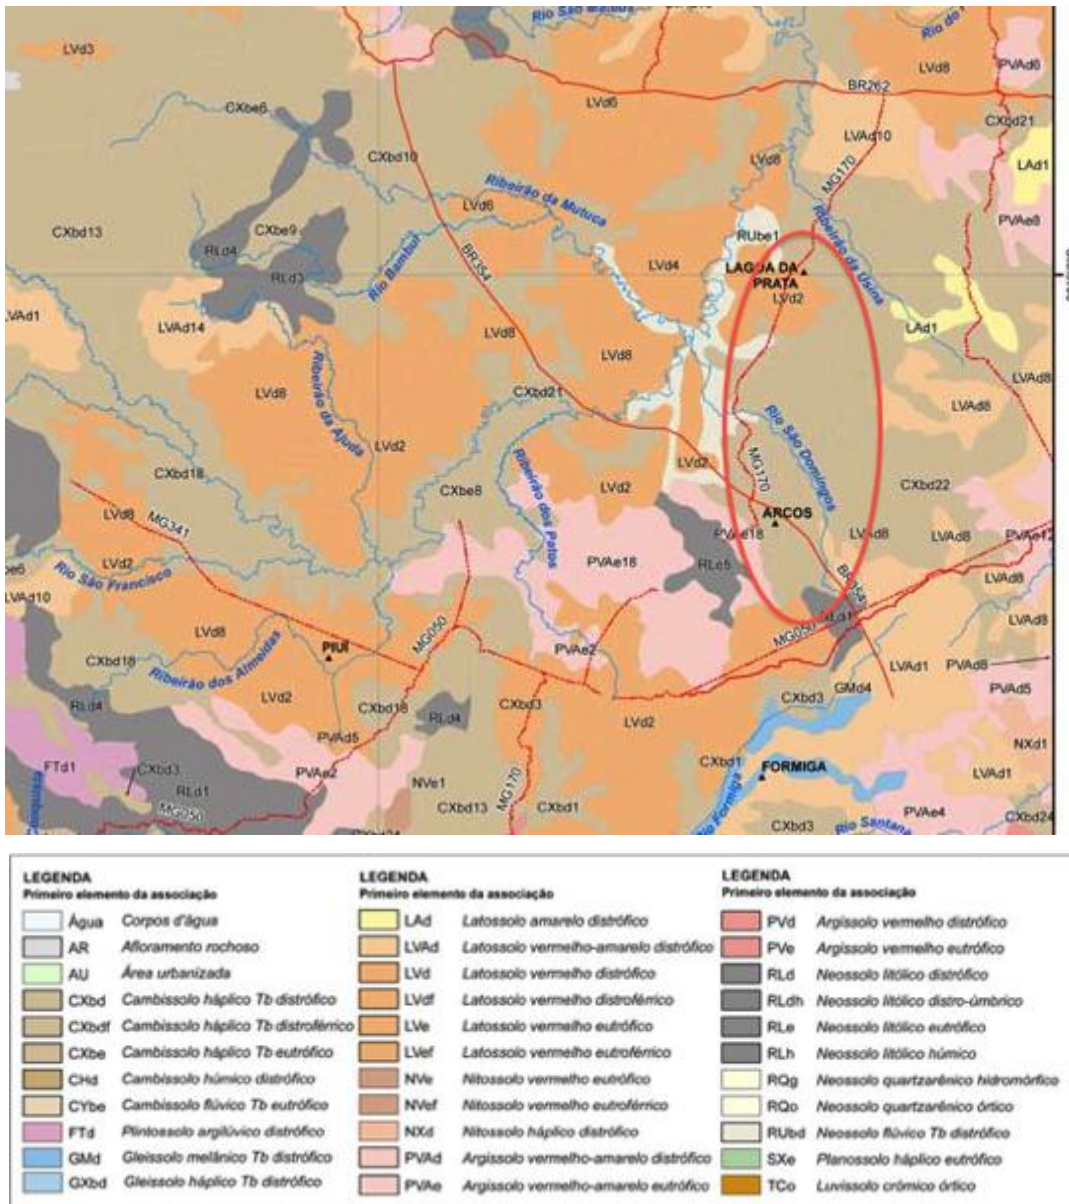 Rio São Mateus
Rio do
LVd3
LVd8
PVAd6
BR262
LVd6
CXbe6
CXbd21
LVAd10
CXbd10
LVd8
MG170
LAd1
Ribeirão da Mutuca
LVd6
PVAe8
CXbd13
CXbe9
RUbe1
RLd4
Rio Bambuí
BR354
LVd4
LAGOA DA
PRATA
Ribeirão da Usina
RLd3
LVd2
LVAd1
LVAd14
LVd8
LAd1
LVd8
Ribeirão da Ajuda
LVAd8
LVd8
CXbd21
LVAd8
Rio São Domingos
LVd2
CXbd18
LVd2
MG170
CXbe8
Ribeirão dos Patos
LVd2
CXbd22
LVd8
MG341
ARCOS
PVAe18
LVAd8
LVAd8
PVAe12
LVd2
PVAe18
RLe5
be6
Rio São Francisco
BR354
LVAd8
LVAd10
LVd8
MG050
RLd1
MG050
LVAd8
PIUÍ
PVAe2
CXbd18
LVAd1
PVAd8
Ribeirão dos Almeidas
GMd4
PVAd5
LVd2
CXbd3
CXbd3
RLd4
CXbd18
RLd4
LVd2
PVAd5
NXd1
FTd1
CXbd3
PVAe2
CXbd1
FORMIGA
LVAd1
NVe1
RLd1
MG050
CXbd13
MG170
CXbd1
Rio Formiga
PVAe4
CXbd24
CXbd3
Rio Santana
CXbd24
LEGENDA
Primeiro elemento da associação
Água Corpos d'água
AR Afloramento rochoso
AU Área urbanizada
CXbd Cambissolo háplico Tb distrófico
CXbdf Cambissolo háplico Tb distroférrico
CXbe Cambissolo háplico Tb eutrófico
CHd Cambissolo húmico distrófico
CYbe Cambissolo flúvico Tb eutrófico
FTd Plintossolo argilúvico distrófico
GMd Gleissolo melânico Tb distrófico
GXbd Gleissolo háplico Tb distrófico
LEGENDA
Primeiro elemento da associação
LAd Latossolo amarelo distrófico
LVAd Latossolo vermelho-amarelo distrófico
LVd Latossolo vermelho distrófico
LVdf Latossolo vermelho distroférrico
LVe Latossolo vermelho eutrófico
LVef Latossolo vermelho eutroférrico
NVe Nitossolo vermelho eutrófico
NVef Nitossolo vermelho eutroférrico
NXd Nitossolo háplico distrófico
PVAd Argissolo vermelho-amarelo distrófico
PVAe Argissolo vermelho-amarelo eutrófico
LEGENDA
Primeiro elemento da associação
PVd Argissolo vermelho distrófico
PVe Argissolo vermelho eutrófico
RLd Neossolo litólico distrófico
RLdh Neossolo litólico distro-úmbrico
RLe Neossolo litólico eutrófico
RLh Neossolo litólico húmico
RQg Neossolo quartzarênico hidromórfico
RQo Neossolo quartzarênico órtico
RUbd Neossolo flúvico Tb distrófico
SXe Planossolo háplico eutrófico
TCo Luvissolo crômico órtico